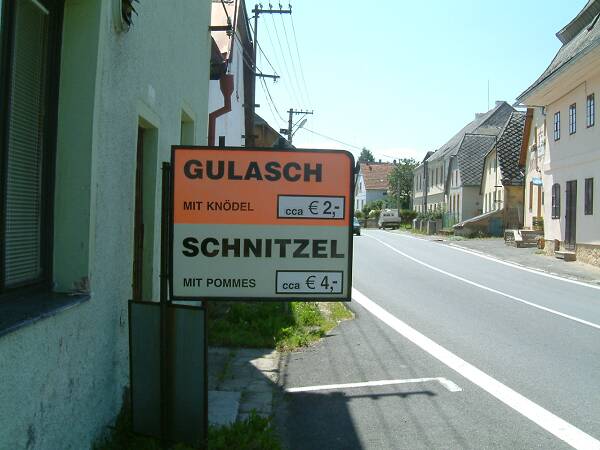 GULASCH
MIT KNÖDEL cca € 2,-
SCHNITZEL
MIT POMMES cca € 4,-